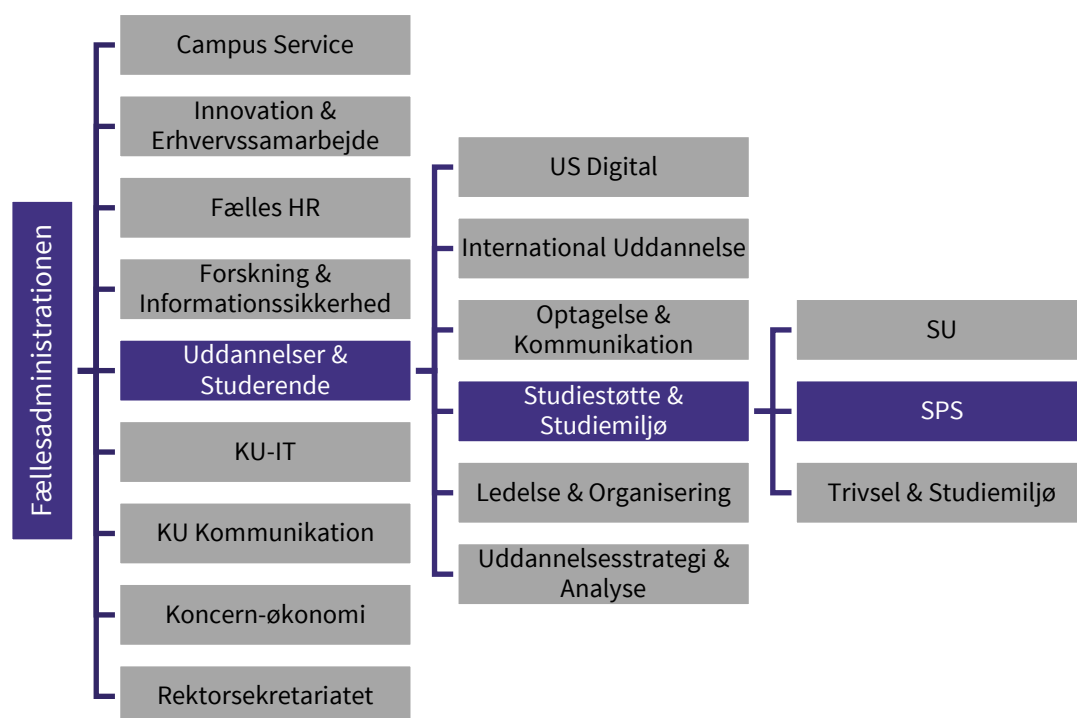 Fællesadministrationen
Campus Service
Innovation &
Erhvervssamarbejde
Fælles HR
Forskning &
Informationssikkerhed
Uddannelser &
Studerende
KU-IT
KU Kommunikation
Koncern-økonomi
Rektorsekretariatet
US Digital
International Uddannelse
Optagelse &
Kommunikation
Studiestøtte &
Studiemiljø
Ledelse & Organisering
Uddannelsesstrategi &
Analyse
SU
SPS
Trivsel & Studiemiljø